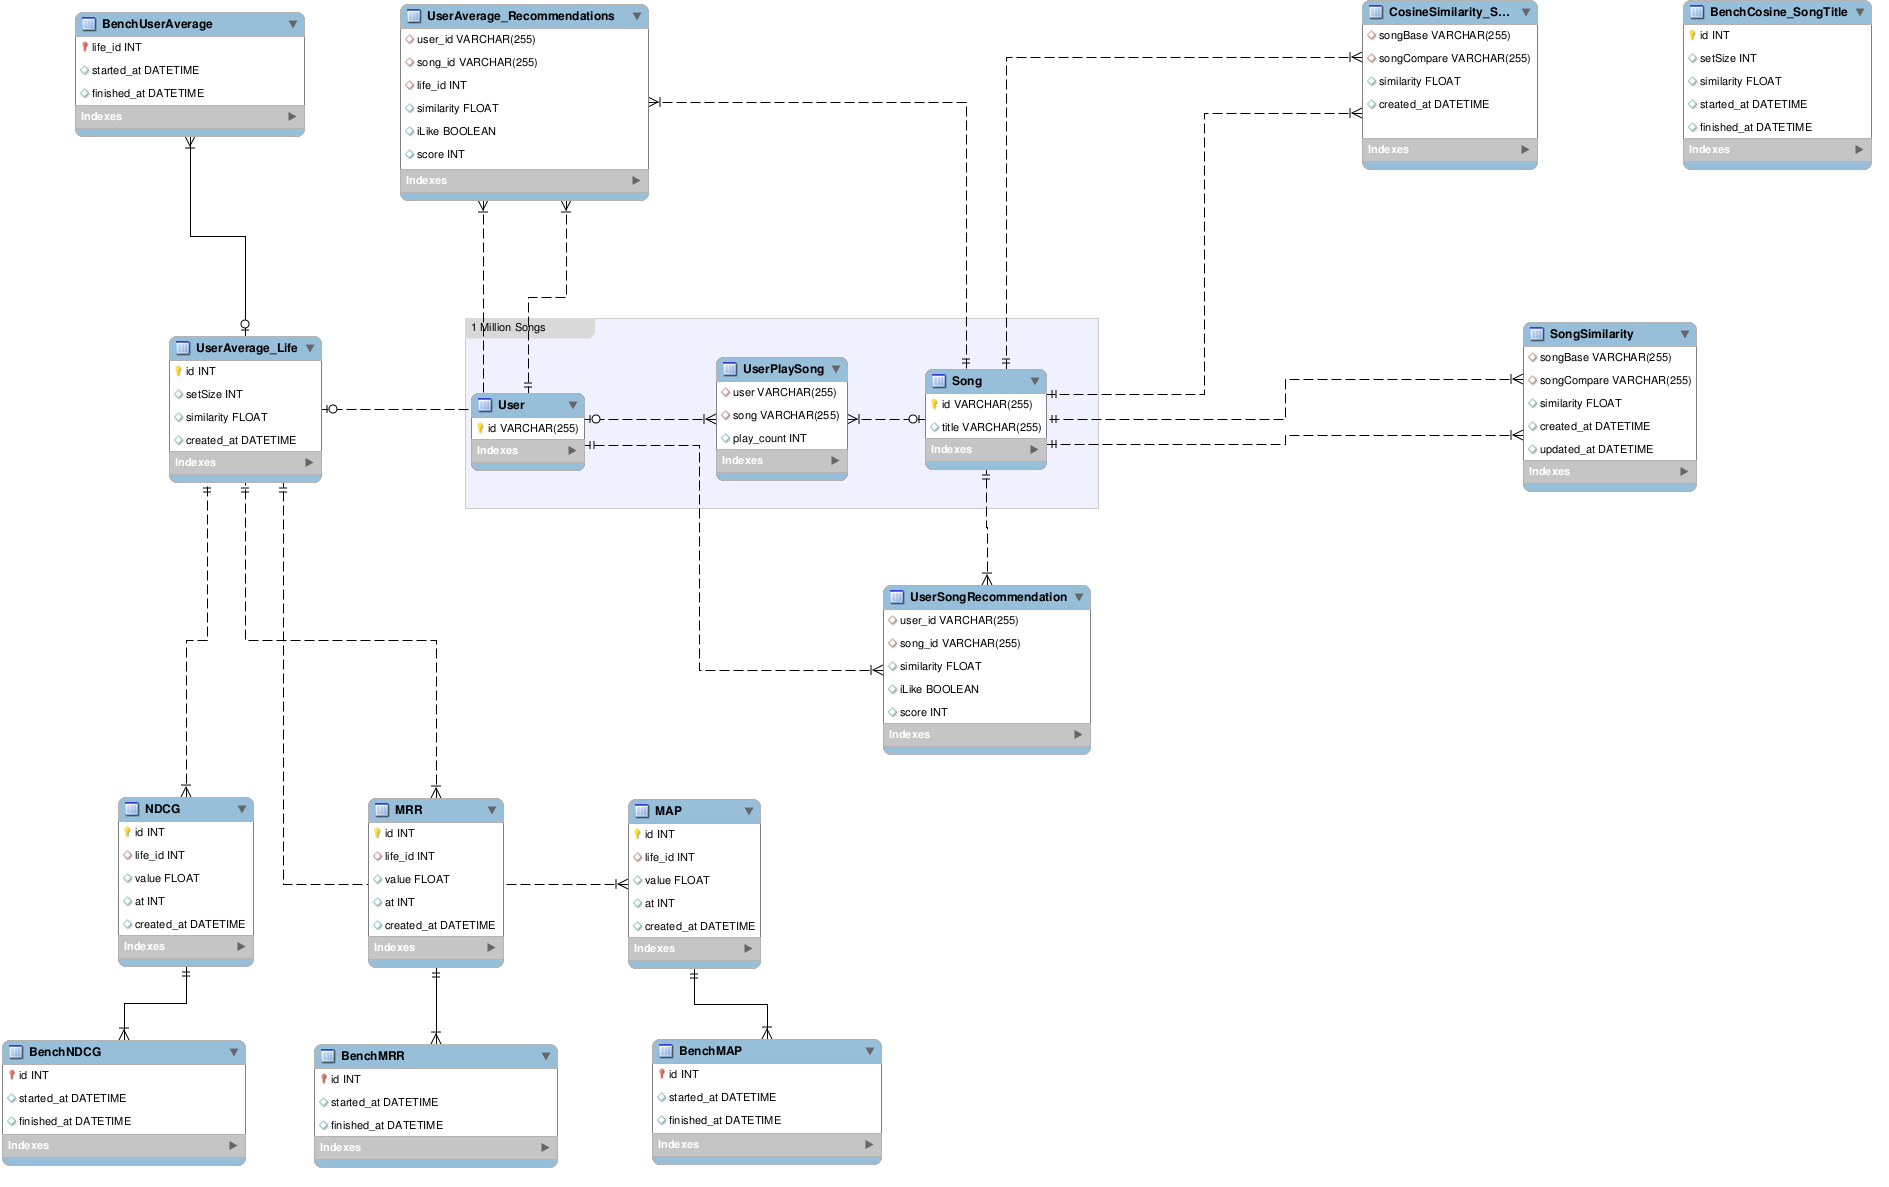 BenchUserAverage
life_id INT
started_at DATETIME
finished_at DATETIME
Indexes
UserAverage_Recommendations
user_id VARCHAR(255)
song_id VARCHAR(255)
life_id INT
similarity FLOAT
iLike BOOLEAN
score INT
Indexes
CosineSimilarity_S...
songBase VARCHAR(255)
songCompare VARCHAR(255)
similarity FLOAT
created_at DATETIME
Indexes
BenchCosine_SongTitle
id INT
setSize INT
similarity FLOAT
started_at DATETIME
finished_at DATETIME
Indexes
UserAverage_Life
id INT
setSize INT
similarity FLOAT
created_at DATETIME
Indexes
1 Million Songs
User
id VARCHAR(255)
Indexes
UserPlaySong
user VARCHAR(255)
song VARCHAR(255)
play_count INT
Indexes
Song
id VARCHAR(255)
title VARCHAR(255)
Indexes
SongSimilarity
songBase VARCHAR(255)
songCompare VARCHAR(255)
similarity FLOAT
created_at DATETIME
updated_at DATETIME
Indexes
UserSongRecommendation
user_id VARCHAR(255)
song_id VARCHAR(255)
similarity FLOAT
iLike BOOLEAN
score INT
Indexes
NDCG
id INT
life_id INT
value FLOAT
at INT
created_at DATETIME
Indexes
MRR
id INT
life_id INT
value FLOAT
at INT
created_at DATETIME
Indexes
MAP
id INT
life_id INT
value FLOAT
at INT
created_at DATETIME
Indexes
BenchNDCG
id INT
started_at DATETIME
finished_at DATETIME
Indexes
BenchMRR
id INT
started_at DATETIME
finished_at DATETIME
Indexes
BenchMAP
id INT
started_at DATETIME
finished_at DATETIME
Indexes